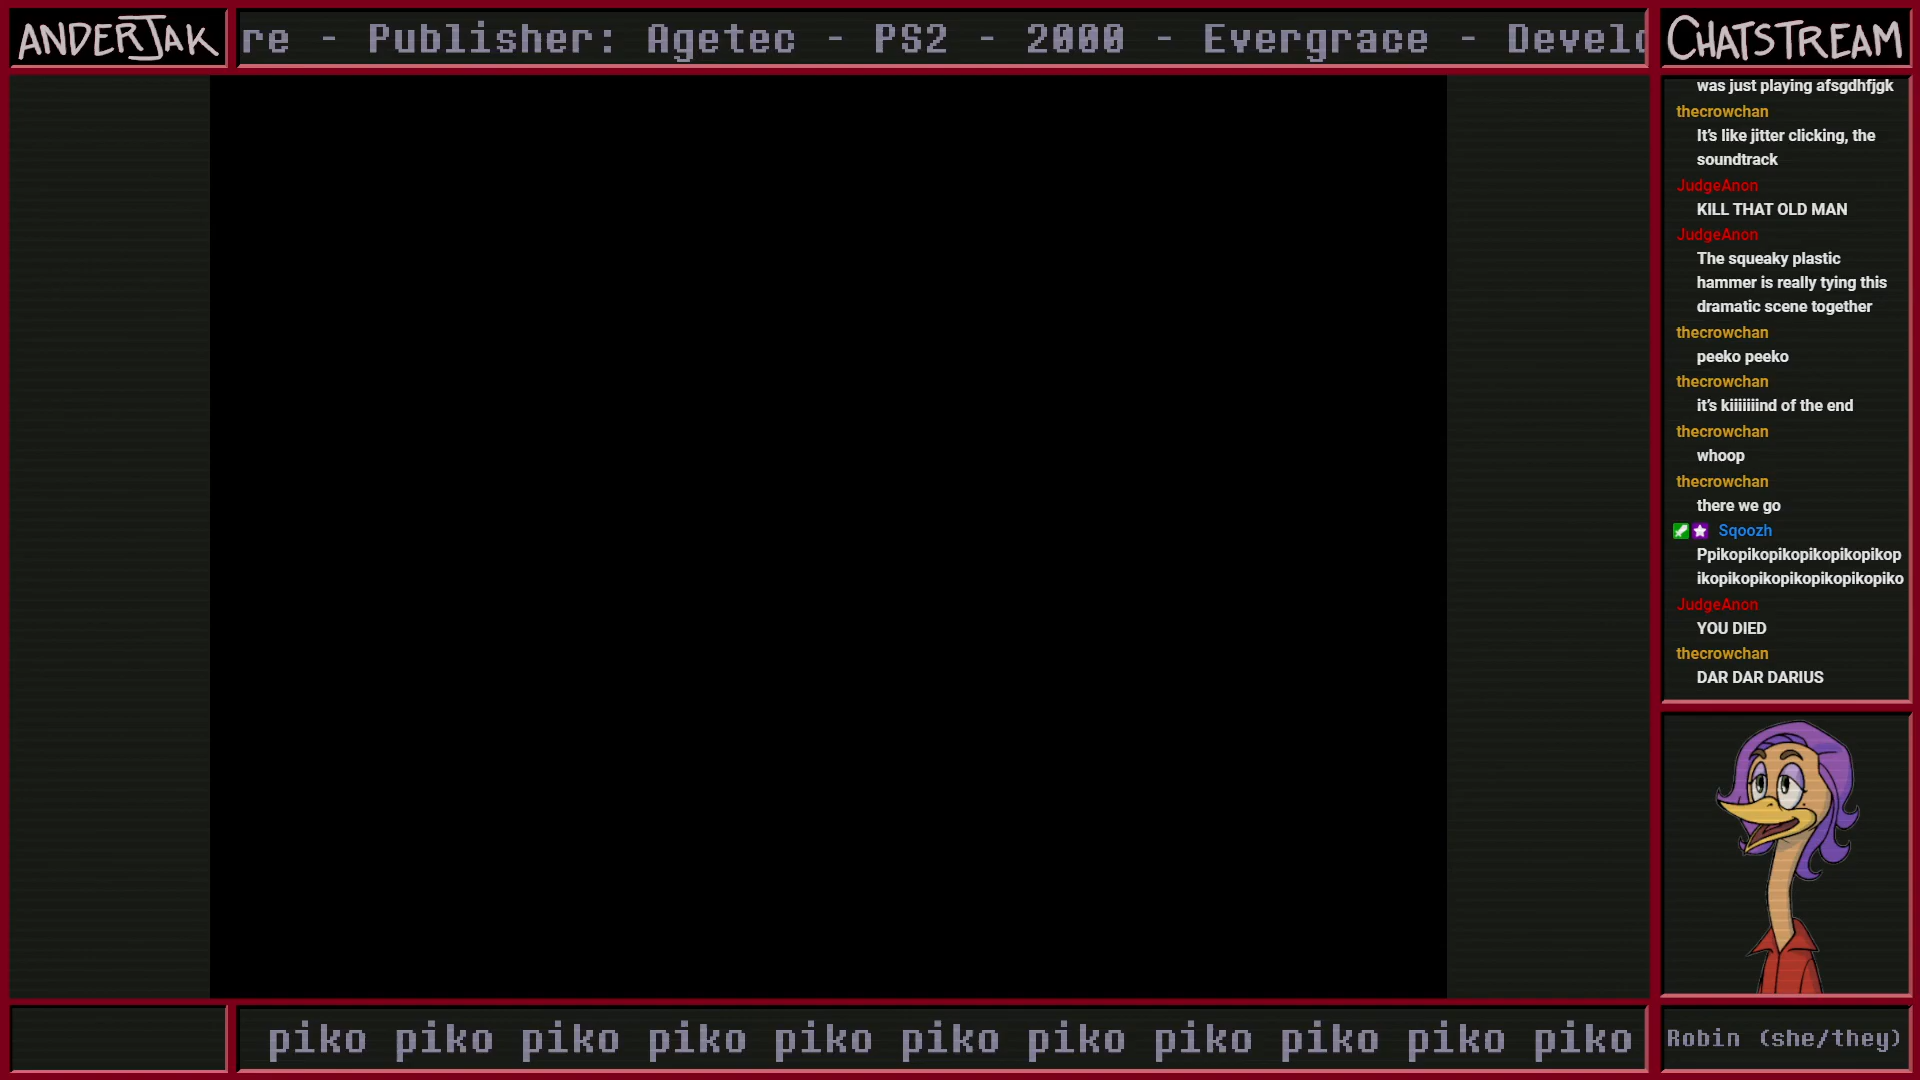 ANDERJAK
re - Publisher: Agetec - PS2 - 2000 - Evergrace - Develo
CHATSTREAM
was just playing afsgdhfjgk
thecrowchan
It's like jitter clicking, the
soundtrack
JudgeAnon
KILL THAT OLD MAN
JudgeAnon
The squeaky plastic
hammer is really tying this
dramatic scene together
thecrowchan
peeko peeko
thecrowchan
it's kiiiiiiind of the end
thecrowchan
whoop
thecrowchan
there we go
Sqoozh
Ppikopikopikopikopikopikop
ikopikopikopikopikopikopiko
JudgeAnon
YOU DIED
thecrowchan
DAR DAR DARIUS
piko piko piko piko piko piko piko piko piko piko piko
Robin (she/they)